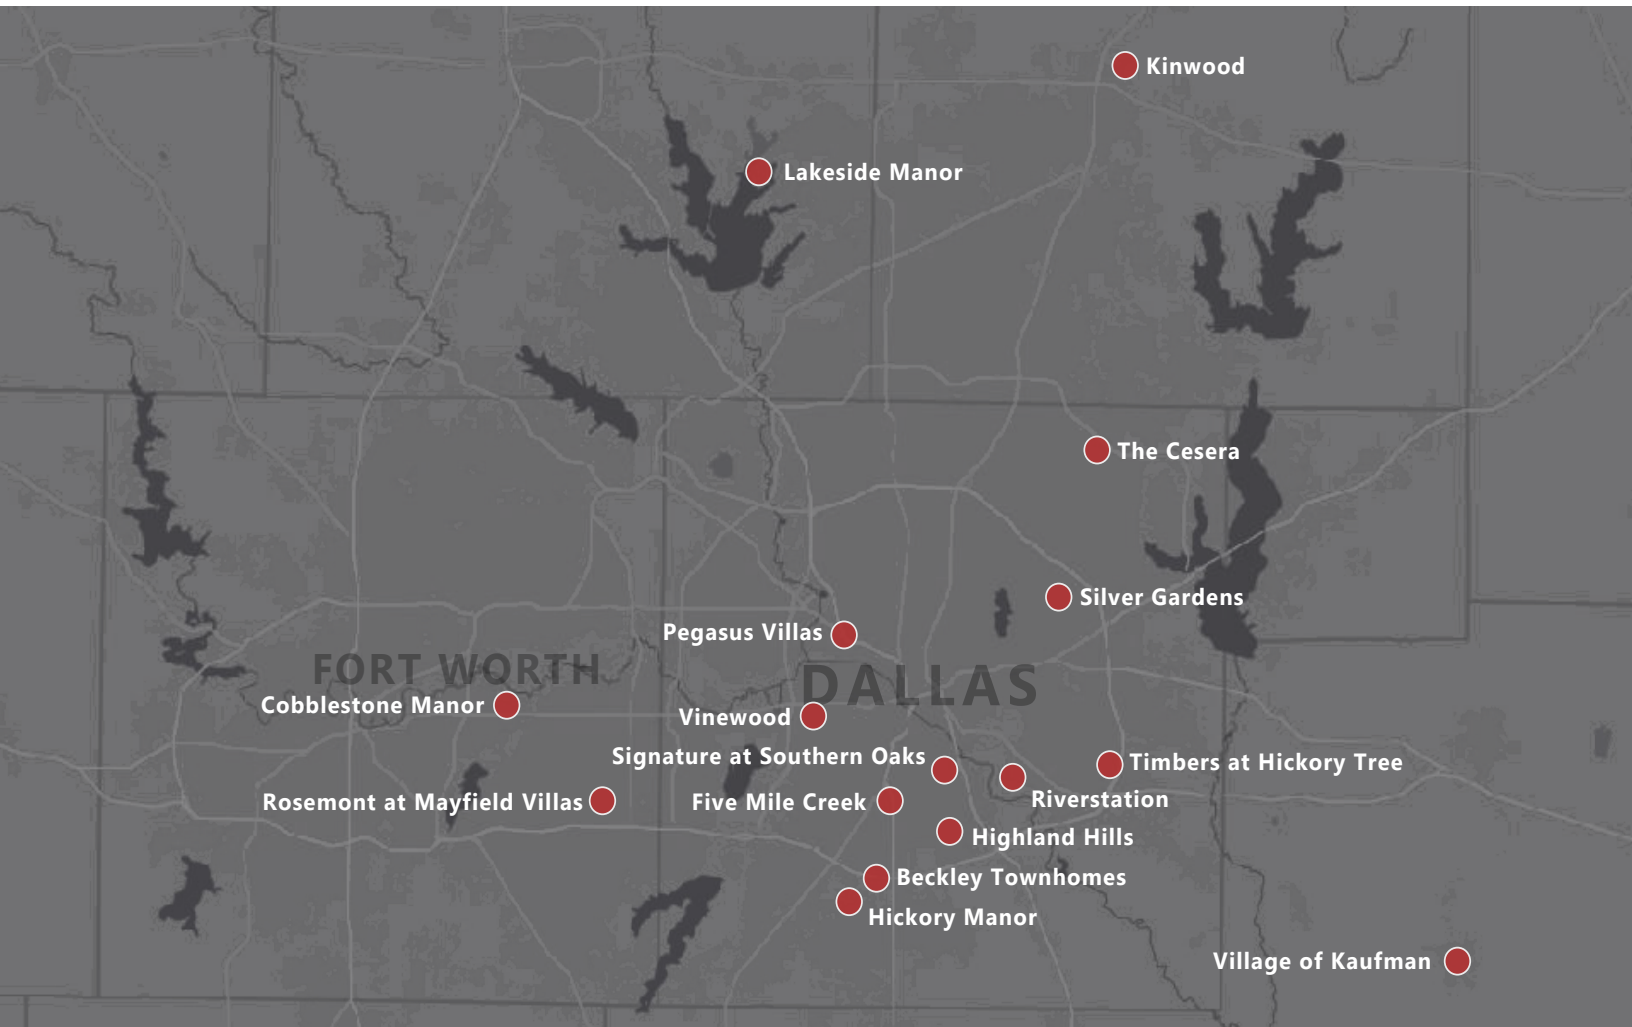 Kinwood
Lakeside Manor
The Cesera
Silver Gardens
Pegasus Villas
FORT WORTH
DALLAS
Cobblestone Manor
Vinewood
Signature at Southern Oaks
Timbers at Hickory Tree
Rosemont at Mayfield Villas
Five Mile Creek
Riverstation
Highland Hills
Beckley Townhomes
Hickory Manor
Village of Kaufman